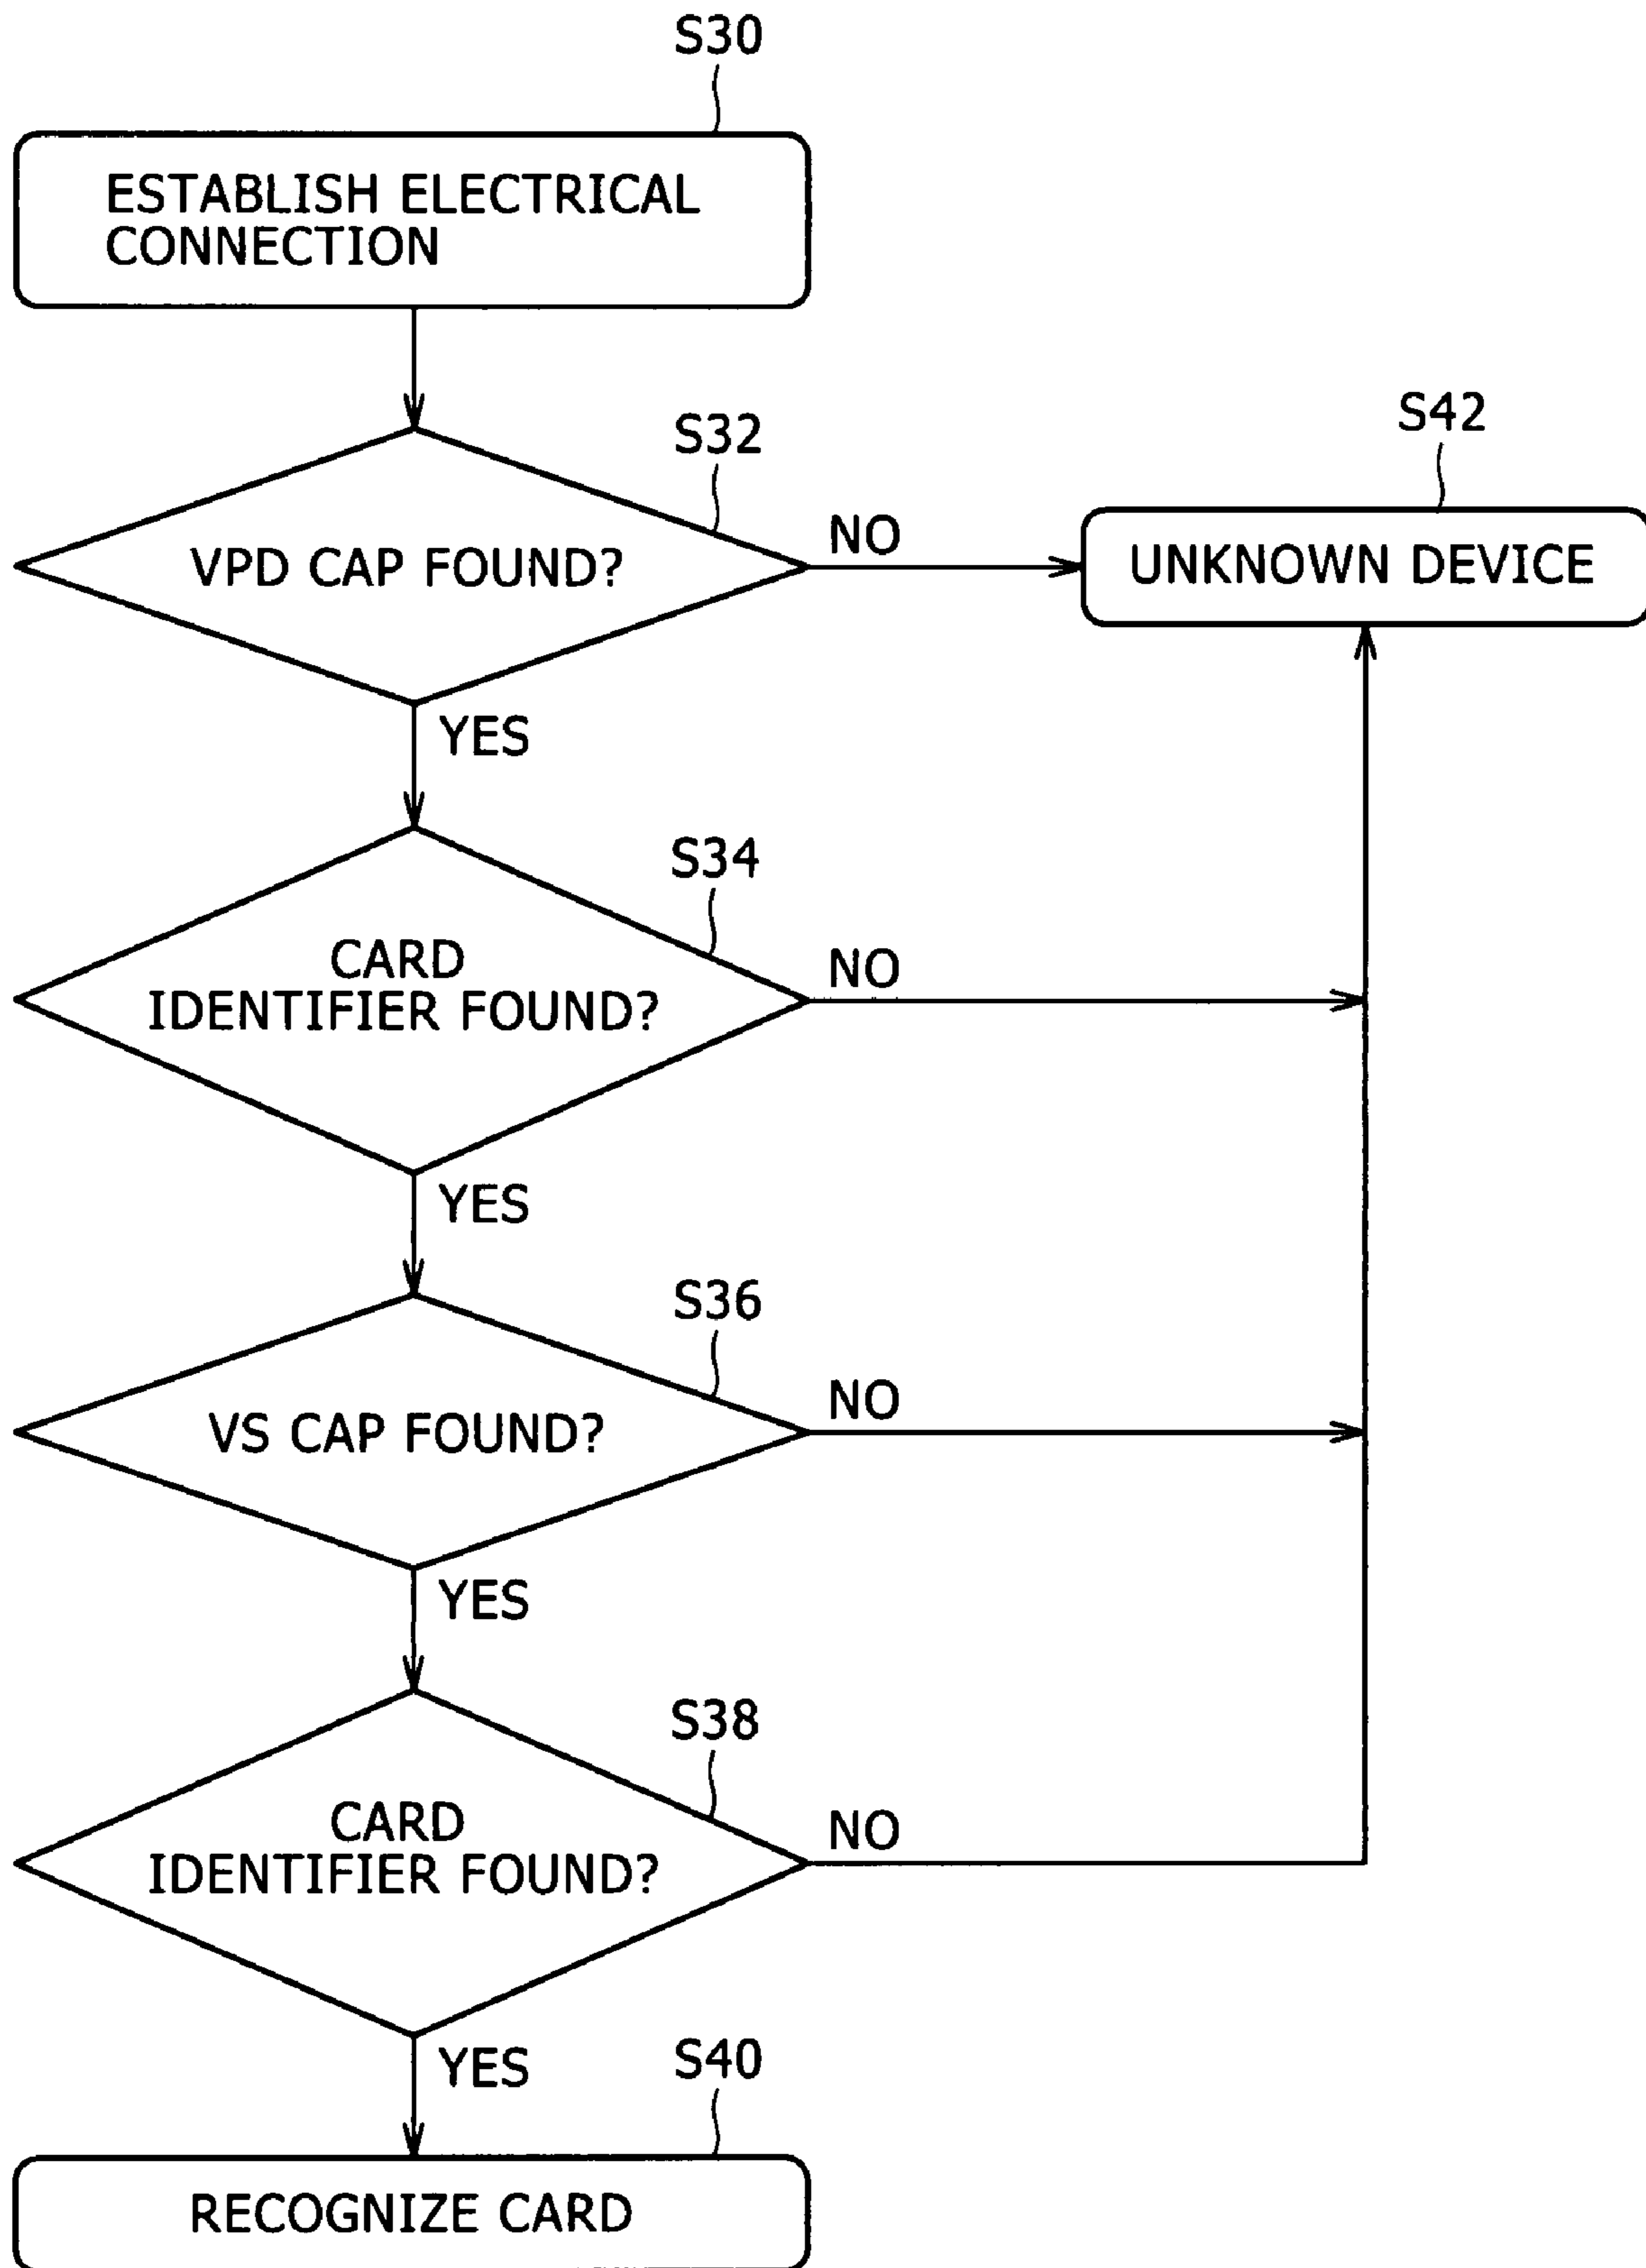 S30
ESTABLISH ELECTRICAL
CONNECTION
S32
VPD CAP FOUND?
NO
S42
UNKNOWN DEVICE
YES
S34
CARD
IDENTIFIER FOUND?
NO
YES
S36
VS CAP FOUND?
NO
YES
S38
CARD
IDENTIFIER FOUND?
NO
YES
S40
RECOGNIZE CARD